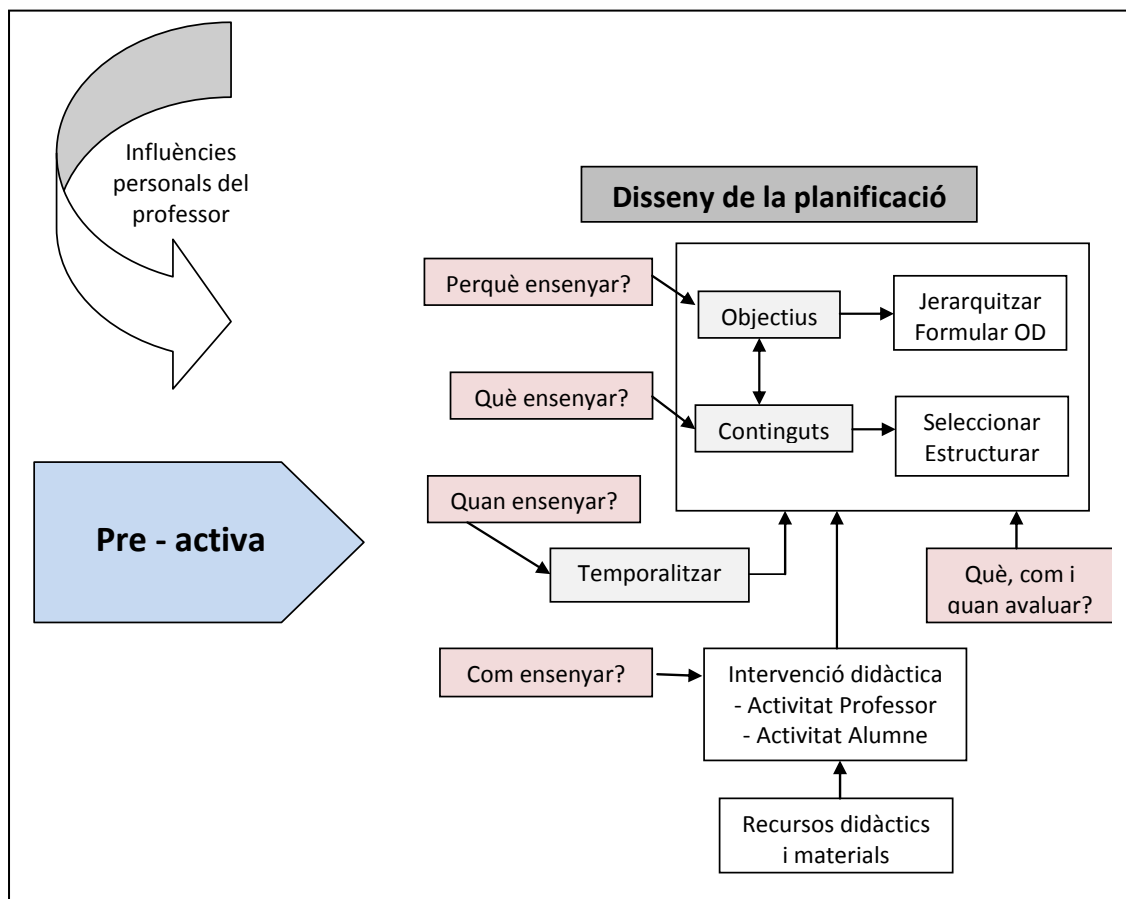 Influències
personals del
professor
Disseny de la planificació
Perquè ensenyar?
Objectius
Jerarquitzar
Formular OD
Què ensenyar?
Continguts
Seleccionar
Estructurar
Quan ensenyar?
Pre - activa
Temporalitzar
Què, com i
quan avaluar?
Com ensenyar?
Intervenció didàctica
- Activitat Professor
- Activitat Alumne
Recursos didàctics
i materials